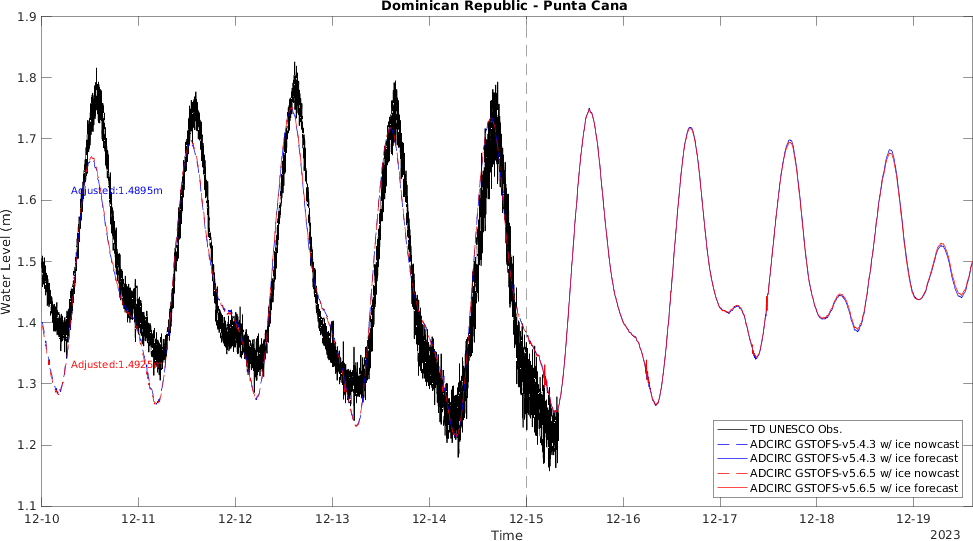 Dominican Republic - Punta Cana
1.9
1.8
1.7
1.6
1.5
1.4
1.3
1.2
1.1
Water Level (m)
Adjusted:1.4895m
Adjusted:1.4925m
TD UNESCO Obs.
ADCIRC GSTOFS-v5.4.3 w/ ice nowcast
ADCIRC GSTOFS-v5.4.3 w/ ice forecast
ADCIRC GSTOFS-v5.6.5 w/ ice nowcast
ADCIRC GSTOFS-v5.6.5 w/ ice forecast
12-10 12-11 12-12 12-13 12-14 12-15 12-16 12-17 12-18 12-19
Time
2023